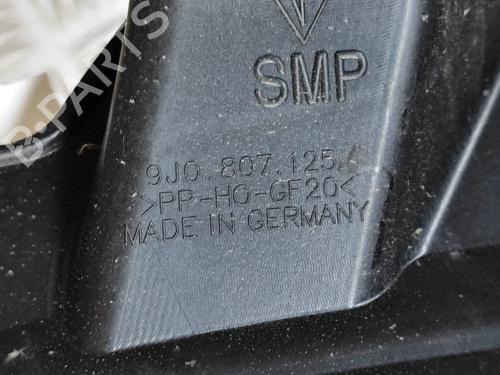 SMP
9J0.807.125
>PP-HO-GF20<
MADE IN GERMANY
B-PARTS